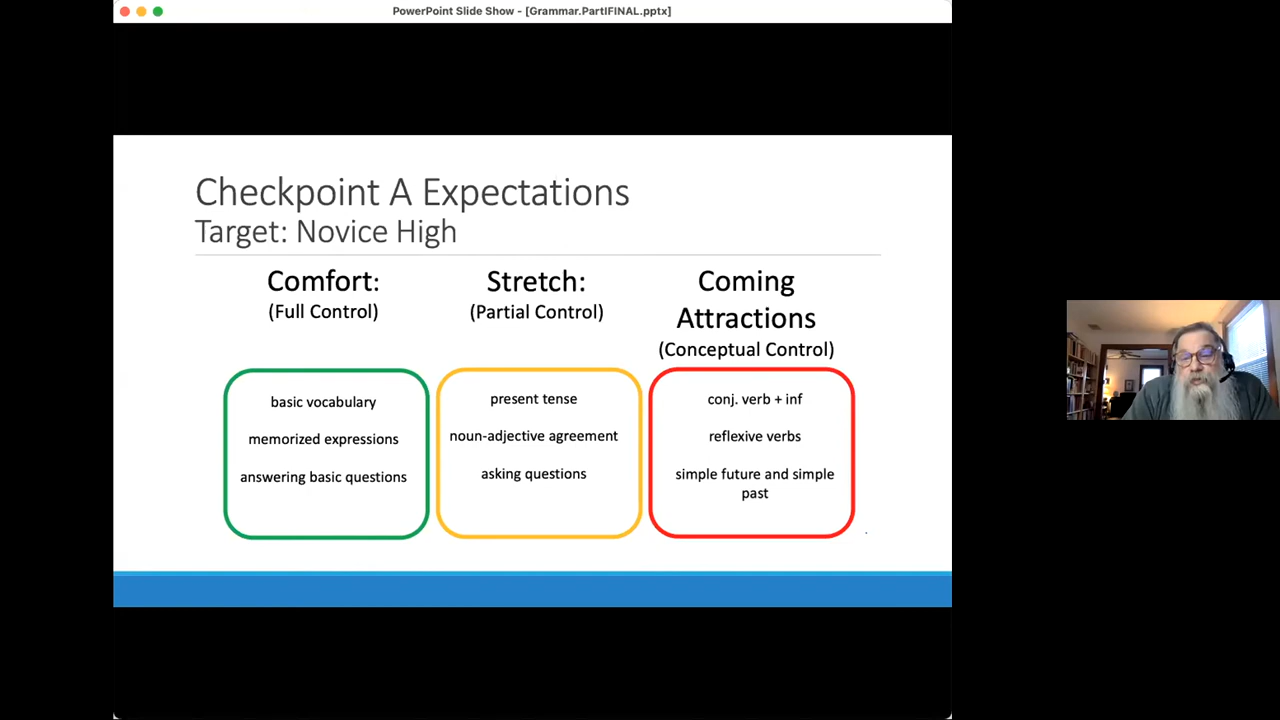 PowerPoint Slide Show - [Grammar.PartIFINAL.pptx]
Checkpoint A Expectations
Target: Novice High
Comfort:
(Full Control)
basic vocabulary
memorized expressions
answering basic questions
Stretch:
(Partial Control)
present tense
noun-adjective agreement
asking questions
Coming
Attractions
(Conceptual Control)
conj. verb + inf
reflexive verbs
simple future and simple
past